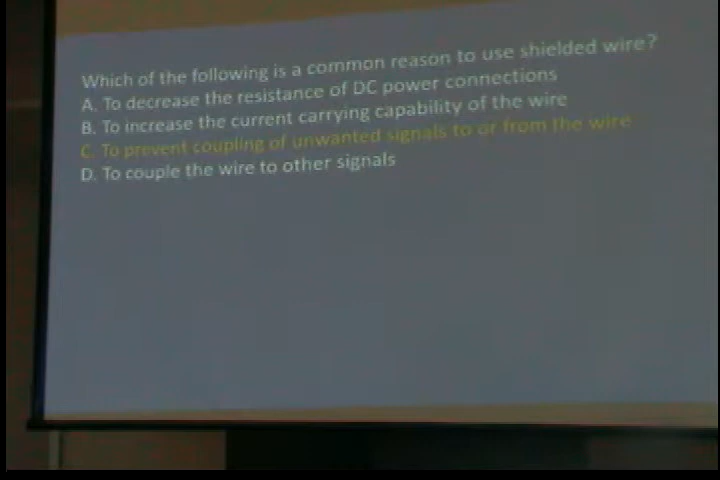 Which of the following is a common reason to use shielded wire?
A. To decrease the resistance of DC power connections
B. To increase the current carrying capability of the wire
C. To prevent coupling of unwanted signals to or from the wire
D. To couple the wire to other signals